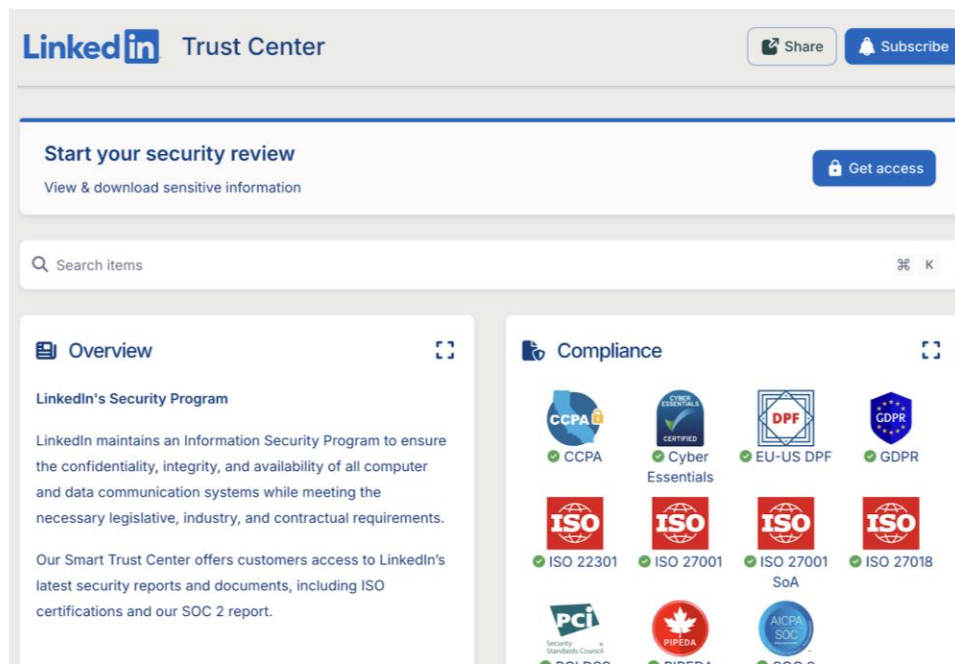 LinkedIn Trust Center
Share
Subscribe
Start your security review
View & download sensitive information
Get access
Search items
⌘ K
Overview
LinkedIn's Security Program
LinkedIn maintains an Information Security Program to ensure
the confidentiality, integrity, and availability of all computer
and data communication systems while meeting the
necessary legislative, industry, and contractual requirements.
Our Smart Trust Center offers customers access to LinkedIn's
latest security reports and documents, including ISO
certifications and our SOC 2 report.
Compliance
CCPA
CYBER
ESSENTIALS
CERTIFIED
DPF
GDPR
CCPA
Cyber
Essentials
EU-US DPF
GDPR
ISO
ISO
ISO
ISO
ISO 22301
ISO 27001
ISO 27001
SoA
ISO 27018
PCI
Security
Standards Council
PIPEDA
AICPA
SOC
PCI DSS
PIPEDA
SOC 2